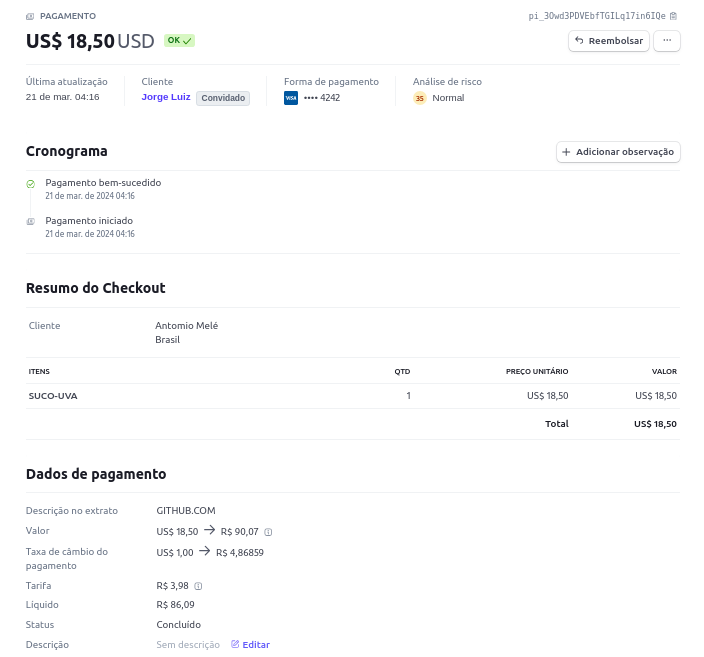 PAGAMENTO
pi_3Owd3PDVEbfTGILq17in6IQe
US$ 18,50 USD OK
Reembolsar ···
Última atualização Cliente Forma de pagamento Análise de risco
21 de mar. 04:16 Jorge Luiz Convidado VISA •••• 4242 35 Normal
Cronograma
Adicionar observação
Pagamento bem-sucedido
21 de mar. de 2024 04:16
Pagamento iniciado
21 de mar. de 2024 04:16
Resumo do Checkout
Cliente Antomio Melé
Brasil
ITENS QTD PREÇO UNITÁRIO VALOR
SUCO-UVA 1 US$ 18,50 US$ 18,50
Total US$ 18,50
Dados de pagamento
Descrição no extrato GITHUB.COM
Valor US$ 18,50 → R$ 90,07
Taxa de câmbio do US$ 1,00 → R$ 4,86859
pagamento
Tarifa R$ 3,98
Líquido R$ 86,09
Status Concluído
Descrição Sem descrição Editar